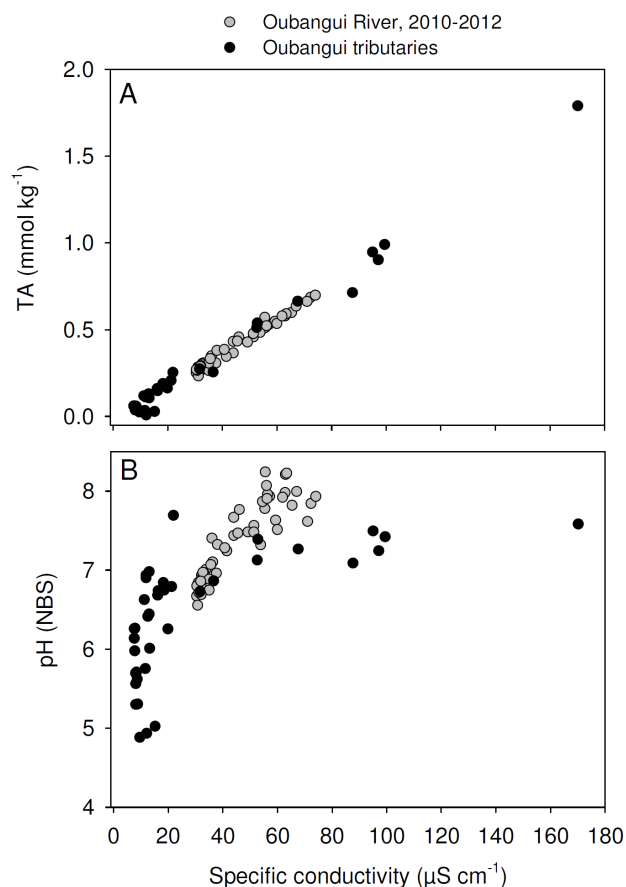 Oubangui River, 2010-2012
Oubangui tributaries
A
2.0
1.5
1.0
0.5
0.0
TA (mmol kg⁻¹)
B
8
7
6
5
4
pH (NBS)
0 20 40 60 80 100 120 140 160 180
Specific conductivity (µS cm⁻¹)